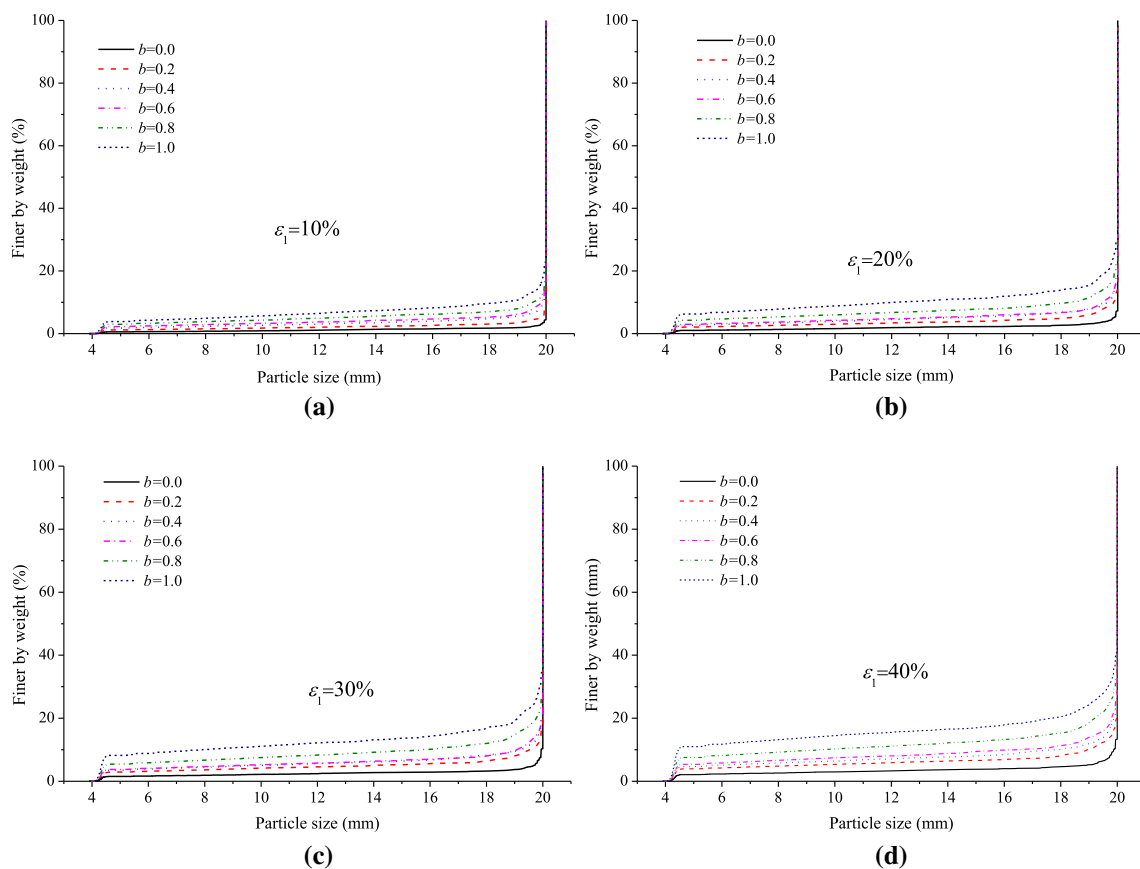 100
80
60
40
20
0
Finer by weight (%)
b=0.0
b=0.2
b=0.4
b=0.6
b=0.8
b=1.0
ε₁=10%
4 6 8 10 12 14 16 18 20
Particle size (mm)
(a)
100
80
60
40
20
0
Finer by weight (%)
b=0.0
b=0.2
b=0.4
b=0.6
b=0.8
b=1.0
ε₁=20%
4 6 8 10 12 14 16 18 20
Particle size (mm)
(b)
100
80
60
40
20
0
Finer by weight (%)
b=0.0
b=0.2
b=0.4
b=0.6
b=0.8
b=1.0
ε₁=30%
4 6 8 10 12 14 16 18 20
Particle size (mm)
(c)
100
80
60
40
20
0
Finer by weight (mm)
b=0.0
b=0.2
b=0.4
b=0.6
b=0.8
b=1.0
ε₁=40%
4 6 8 10 12 14 16 18 20
Particle size (mm)
(d)